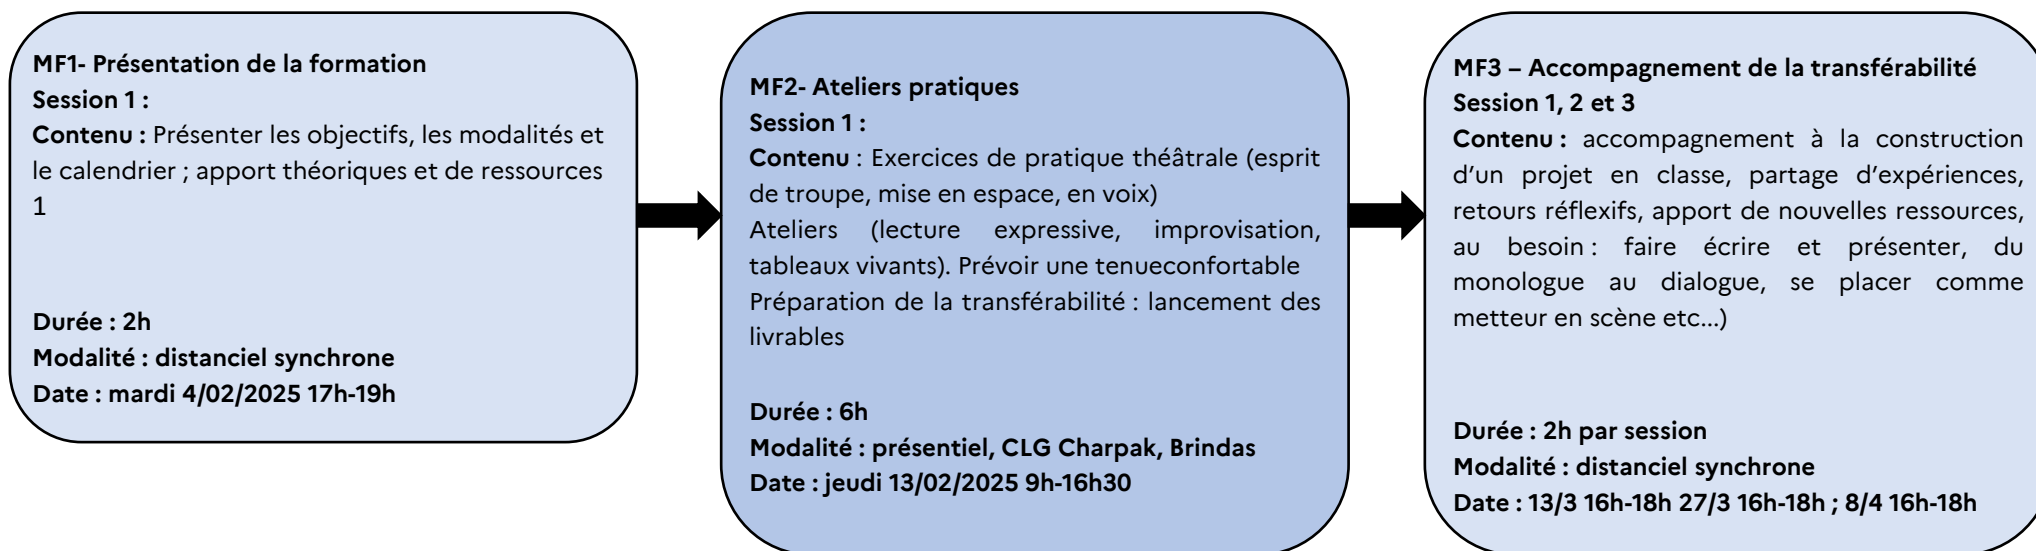 MF1- Présentation de la formation
Session 1 :
Contenu : Présenter les objectifs, les modalités et
le calendrier ; apport théoriques et de ressources
1
Durée : 2h
Modalité : distanciel synchrone
Date : mardi 4/02/2025 17h-19h
MF2- Ateliers pratiques
Session 1 :
Contenu : Exercices de pratique théâtrale (esprit
de troupe, mise en espace, en voix)
Ateliers (lecture expressive, improvisation,
tableaux vivants). Prévoir une tenueconfortable
Préparation de la transférabilité : lancement des
livrables
Durée : 6h
Modalité : présentiel, CLG Charpak, Brindas
Date : jeudi 13/02/2025 9h-16h30
MF3 – Accompagnement de la transférabilité
Session 1, 2 et 3
Contenu : accompagnement à la construction
d’un projet en classe, partage d’expériences,
retours réflexifs, apport de nouvelles ressources,
au besoin : faire écrire et présenter, du
monologue au dialogue, se placer comme
metteur en scène etc...)
Durée : 2h par session
Modalité : distanciel synchrone
Date : 13/3 16h-18h 27/3 16h-18h ; 8/4 16h-18h